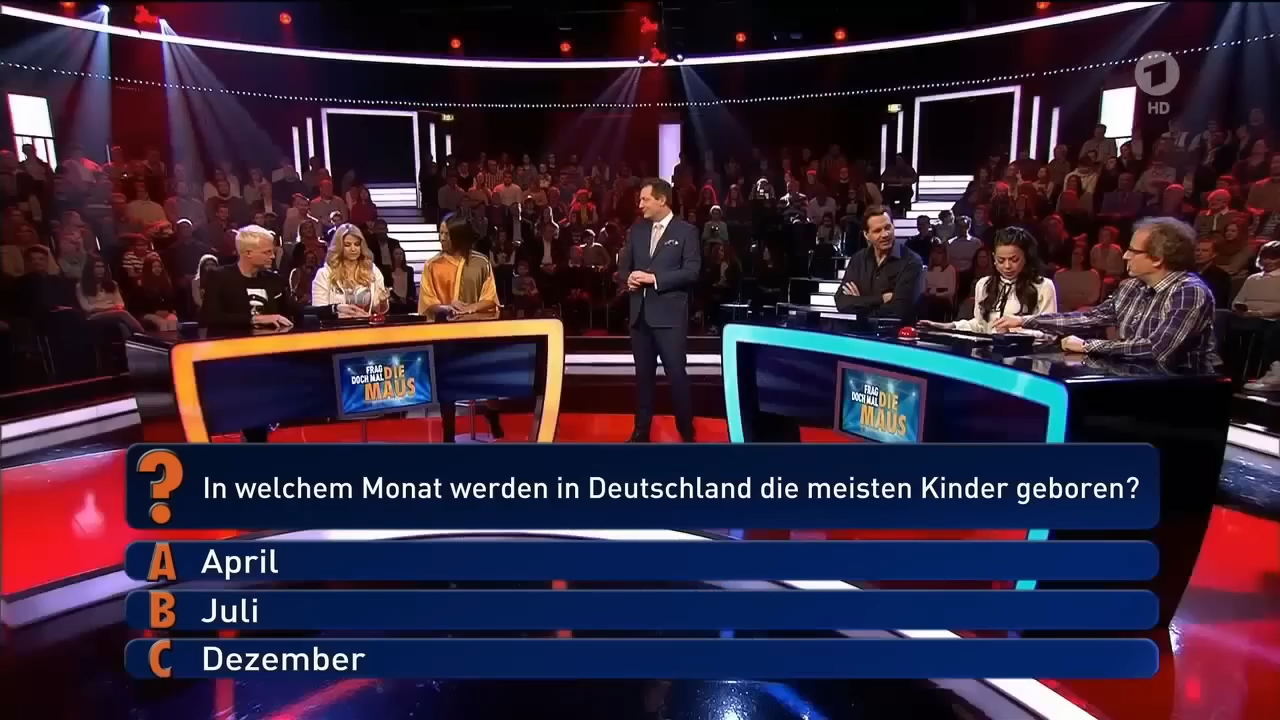 1
HD
FRAG
DOCH MAL DIE
MAUS
FRAG
DOCH MAL DIE
MAUS
? In welchem Monat werden in Deutschland die meisten Kinder geboren?
A April
B Juli
C Dezember